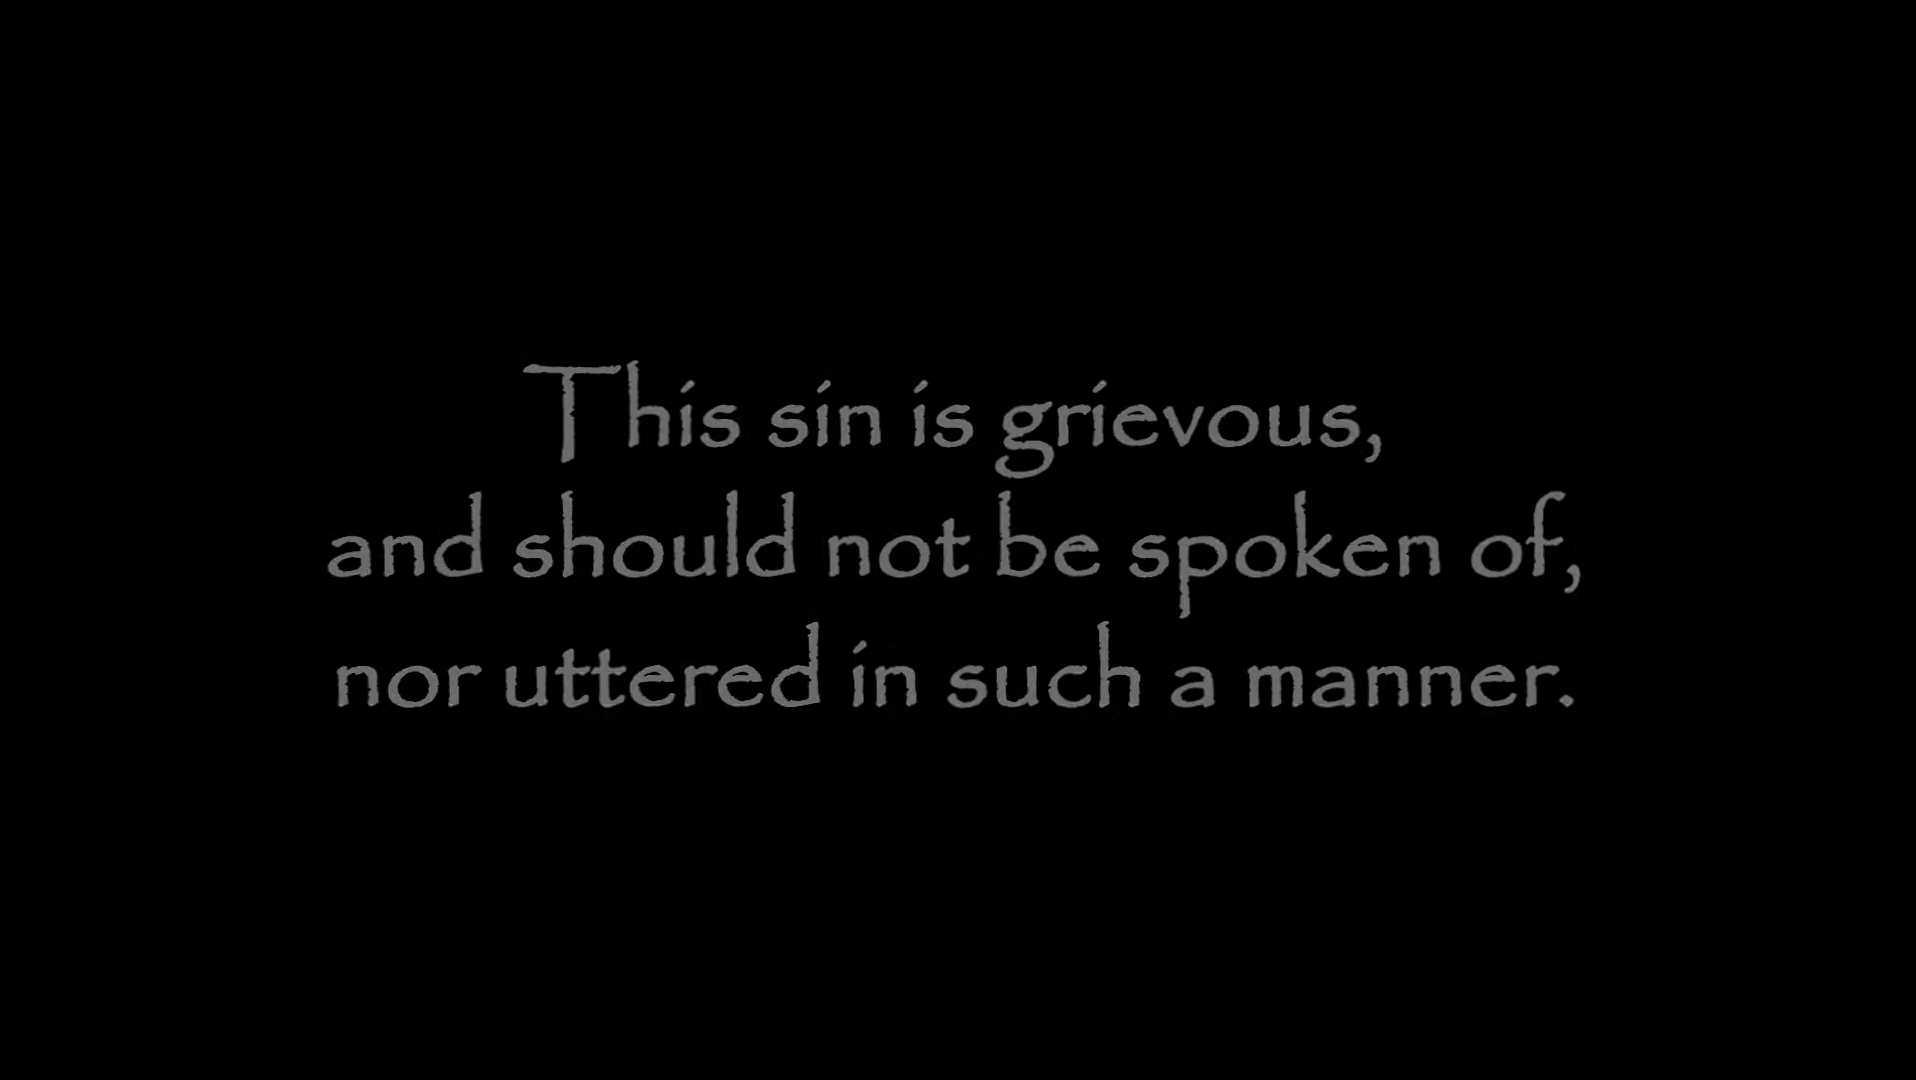 This sin is grievous,
and should not be spoken of,
nor uttered in such a manner.